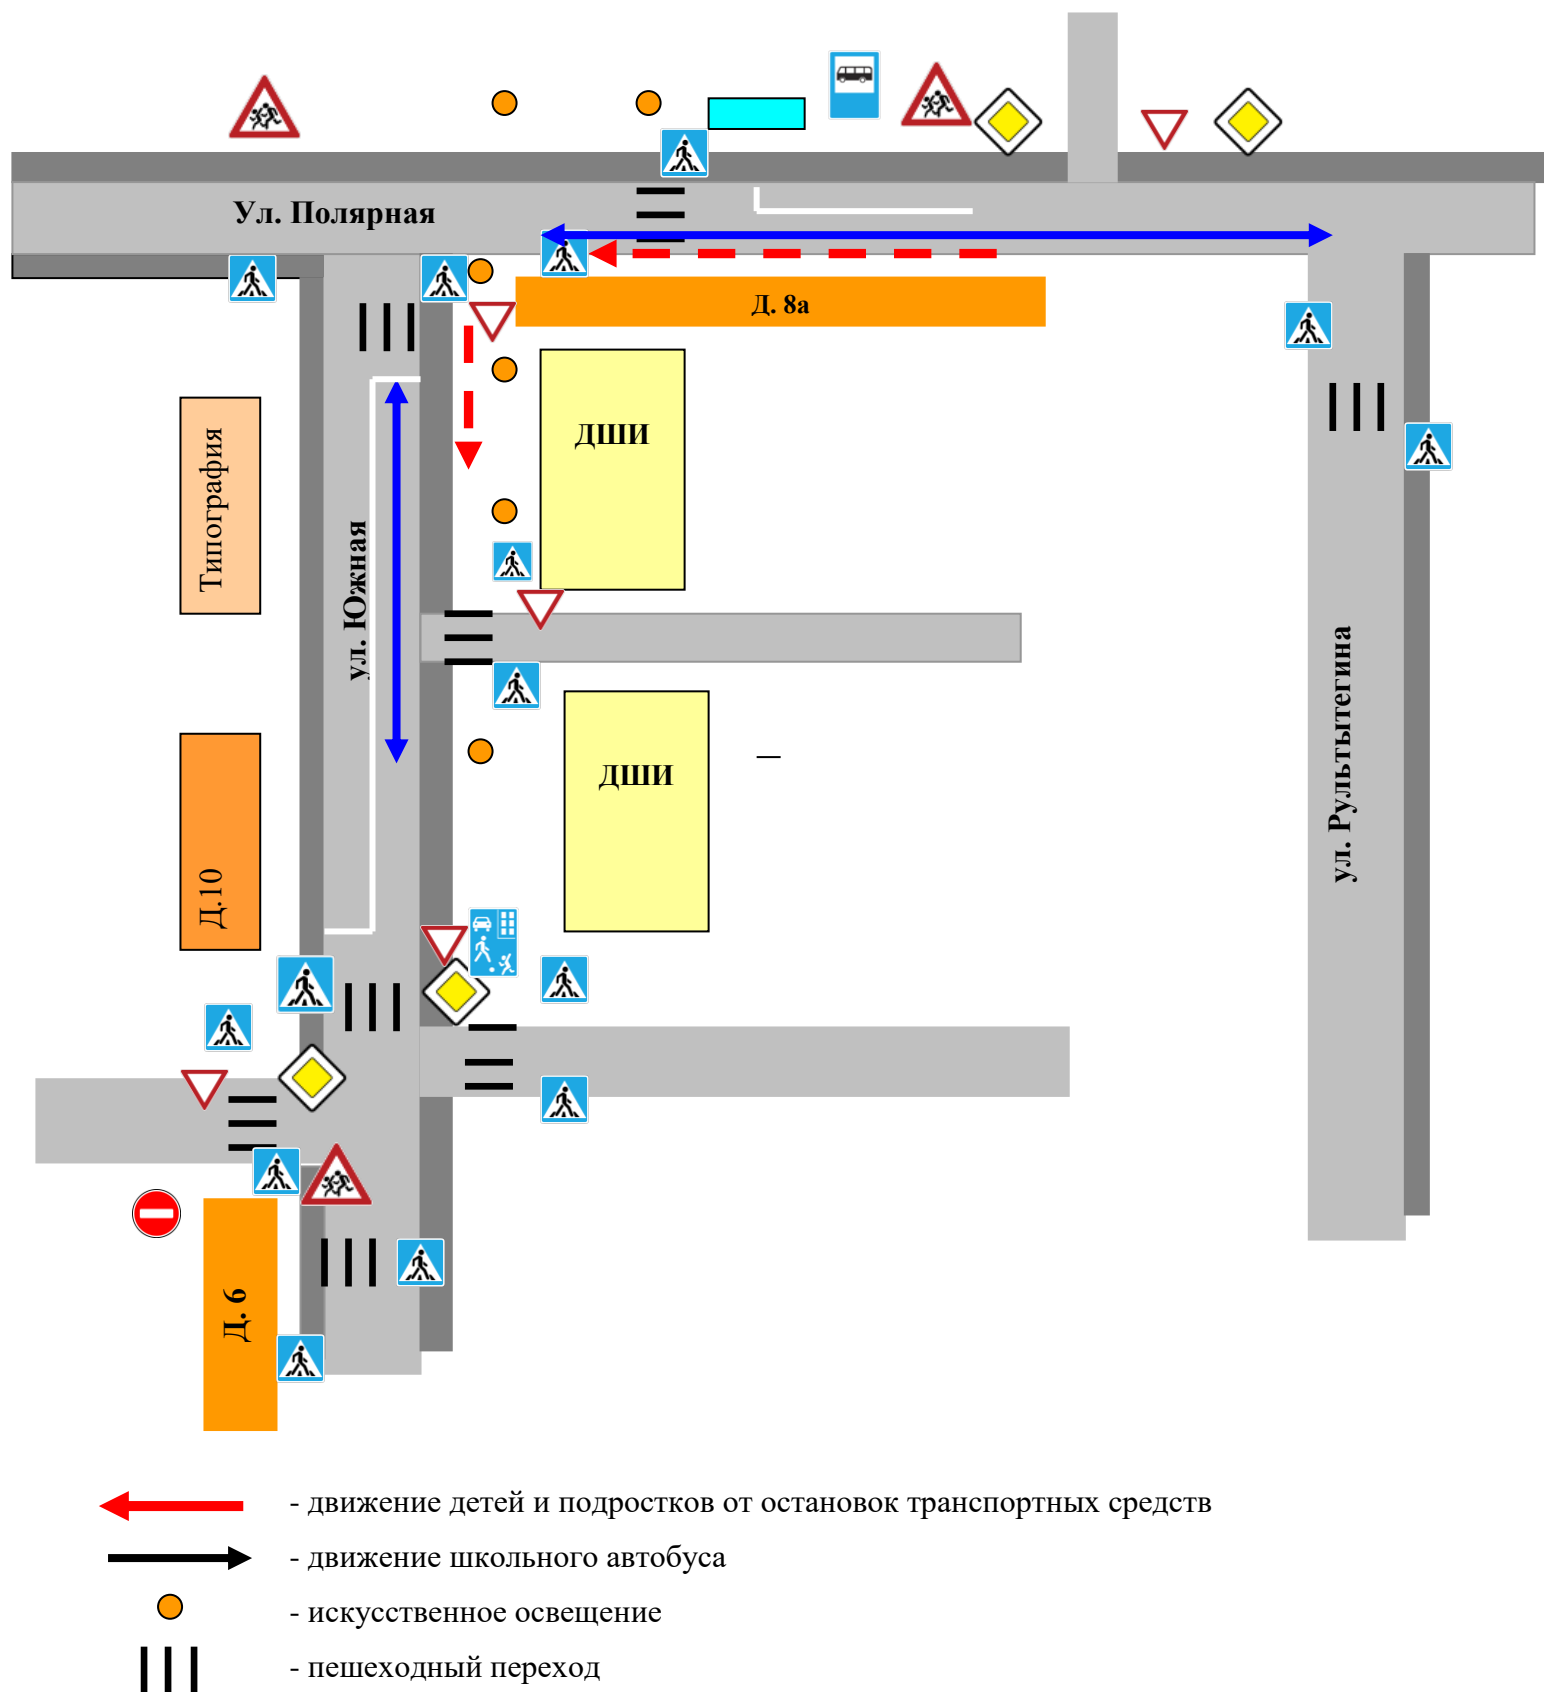 Ул. Полярная
Д. 8а
ДШИ
Типография
ул. Южная
ул. Рультытегина
ДШИ
Д.10
Д. 6
- движение детей и подростков от остановок транспортных средств
- движение школьного автобуса
- искусственное освещение
- пешеходный переход